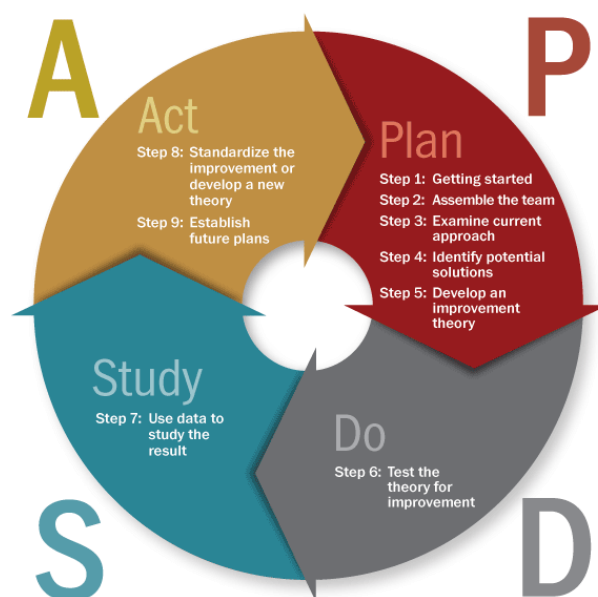 A
P
Act
Step 8: Standardize the
improvement or
develop a new
theory
Step 9: Establish
future plans
Plan
Step 1: Getting started
Step 2: Assemble the team
Step 3: Examine current
approach
Step 4: Identify potential
solutions
Step 5: Develop an
improvement
theory
Study
Step 7: Use data to
study the
result
Do
Step 6: Test the
theory for
improvement
S
D